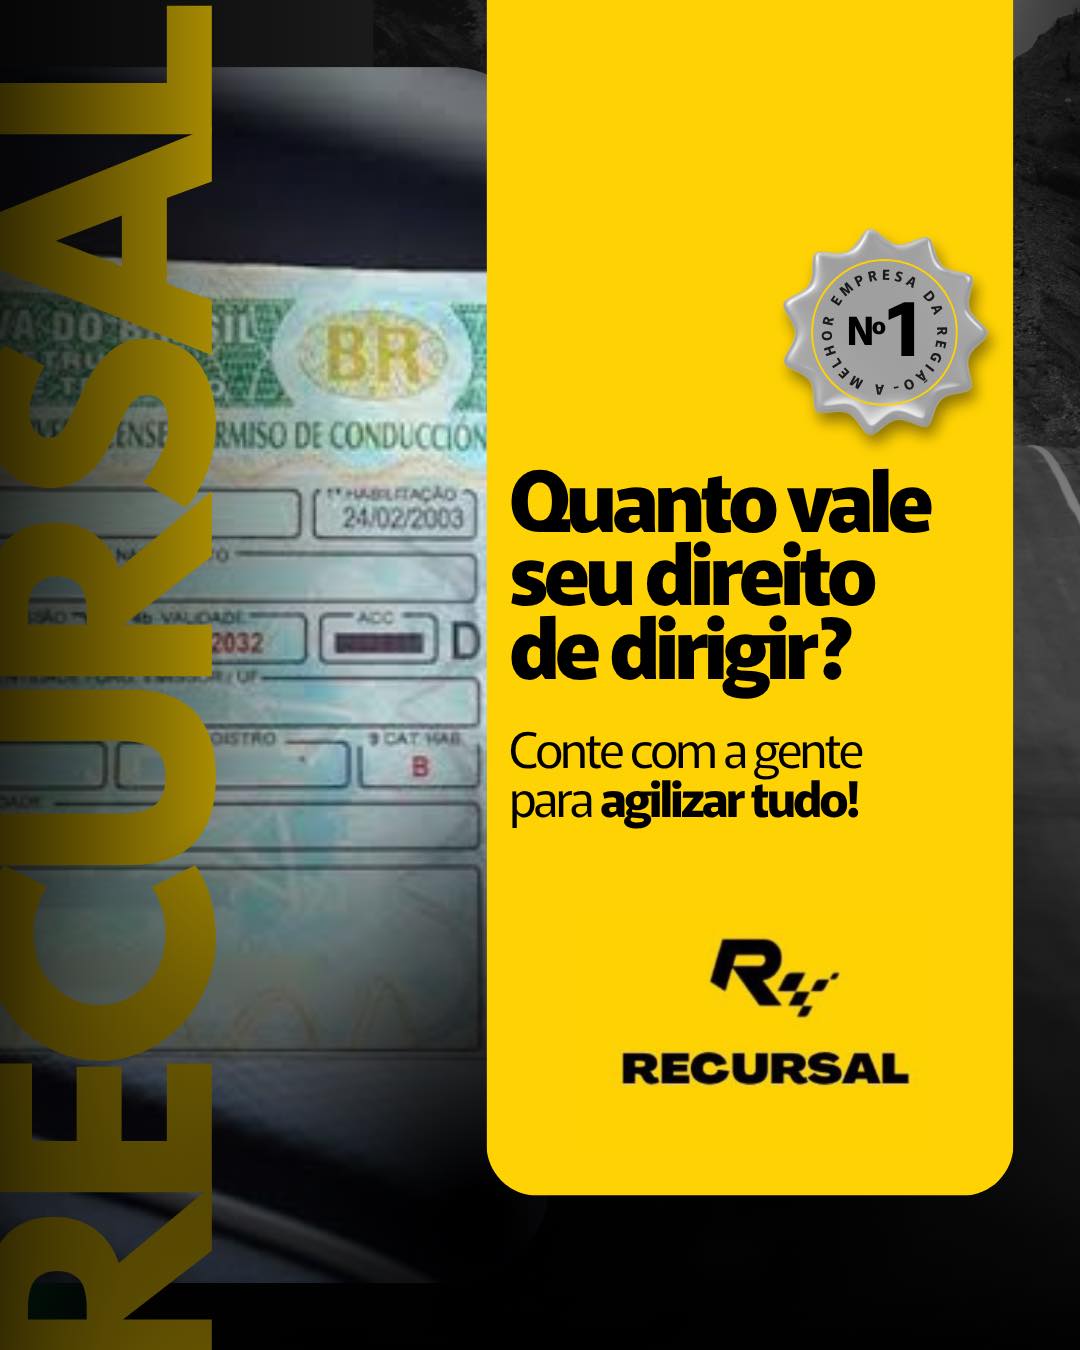 RECURSAL
BR
PERMISO DE CONDUCCIÓN
1ª HABILITAÇÃO
24/02/2003
4b VALIDADE
2032
ACC
D
9 CAT HAB
B
A MELHOR EMPRESA DA REGIÃO -
Nº1
Quanto vale
seu direito
de dirigir?
Conte com a gente
para agilizar tudo!
R
RECURSAL